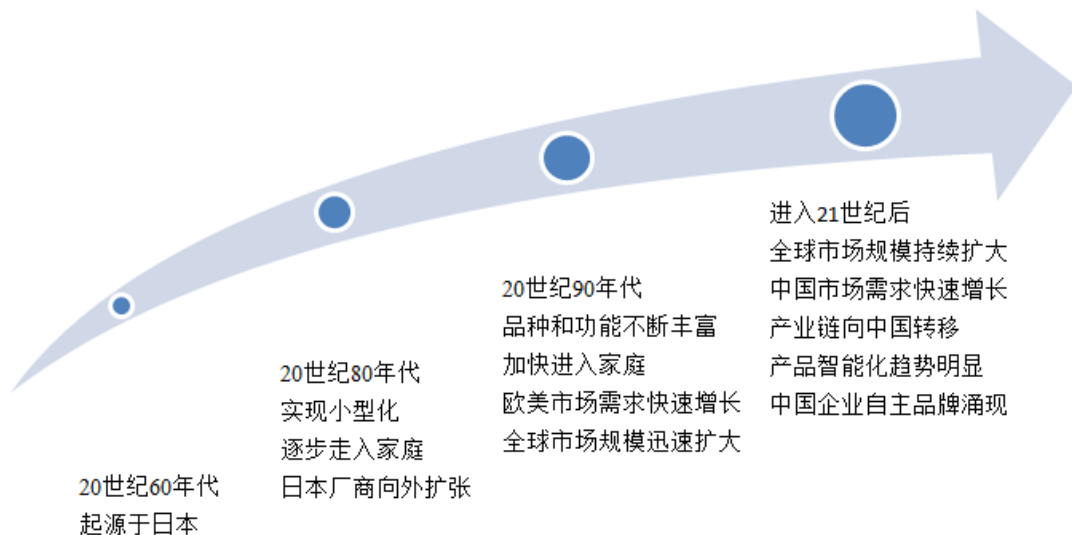 20世纪60年代
起源于日本
20世纪80年代
实现小型化
逐步走入家庭
日本厂商向外扩张
20世纪90年代
品种和功能不断丰富
加快进入家庭
欧美市场需求快速增长
全球市场规模迅速扩大
进入21世纪后
全球市场规模持续扩大
中国市场需求快速增长
产业链向中国转移
产品智能化趋势明显
中国企业自主品牌涌现